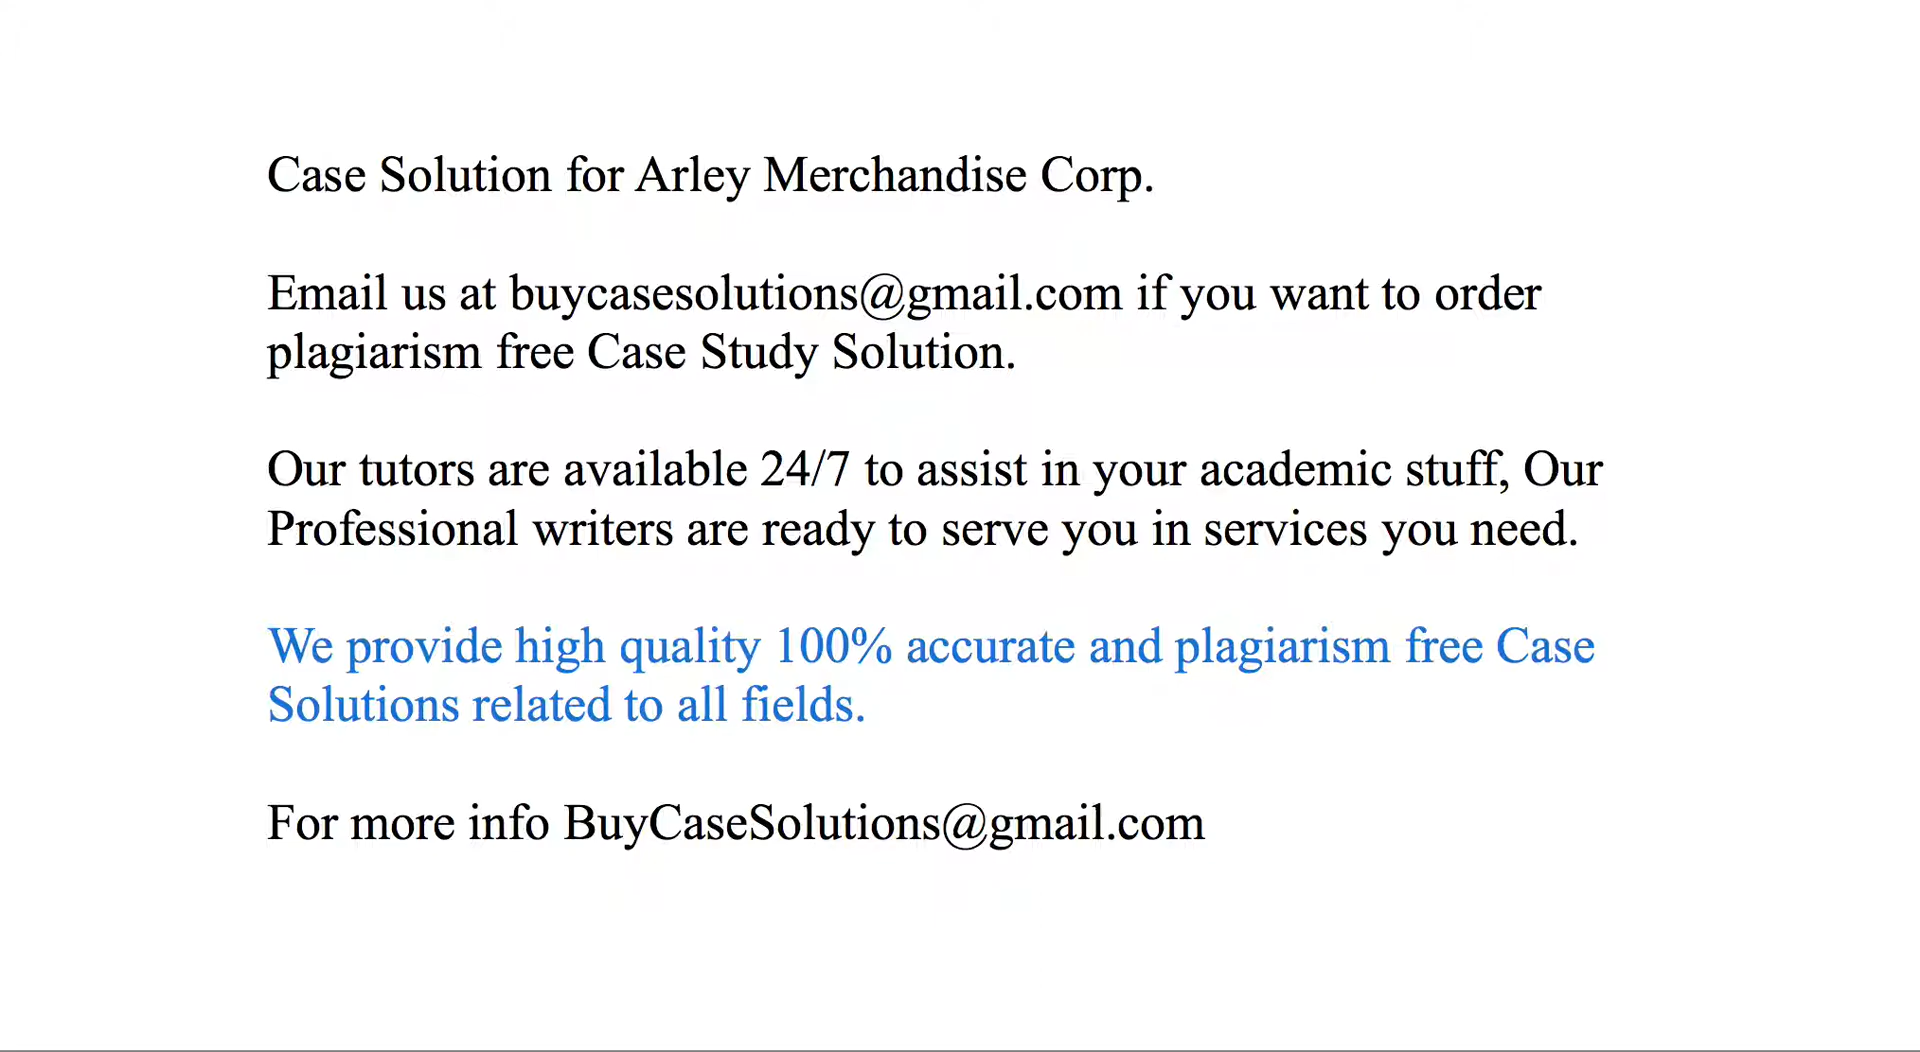 Case Solution for Arley Merchandise Corp.
Email us at buycasesolutions@gmail.com if you want to order
plagiarism free Case Study Solution.
Our tutors are available 24/7 to assist in your academic stuff, Our
Professional writers are ready to serve you in services you need.
We provide high quality 100% accurate and plagiarism free Case
Solutions related to all fields.
For more info BuyCaseSolutions@gmail.com